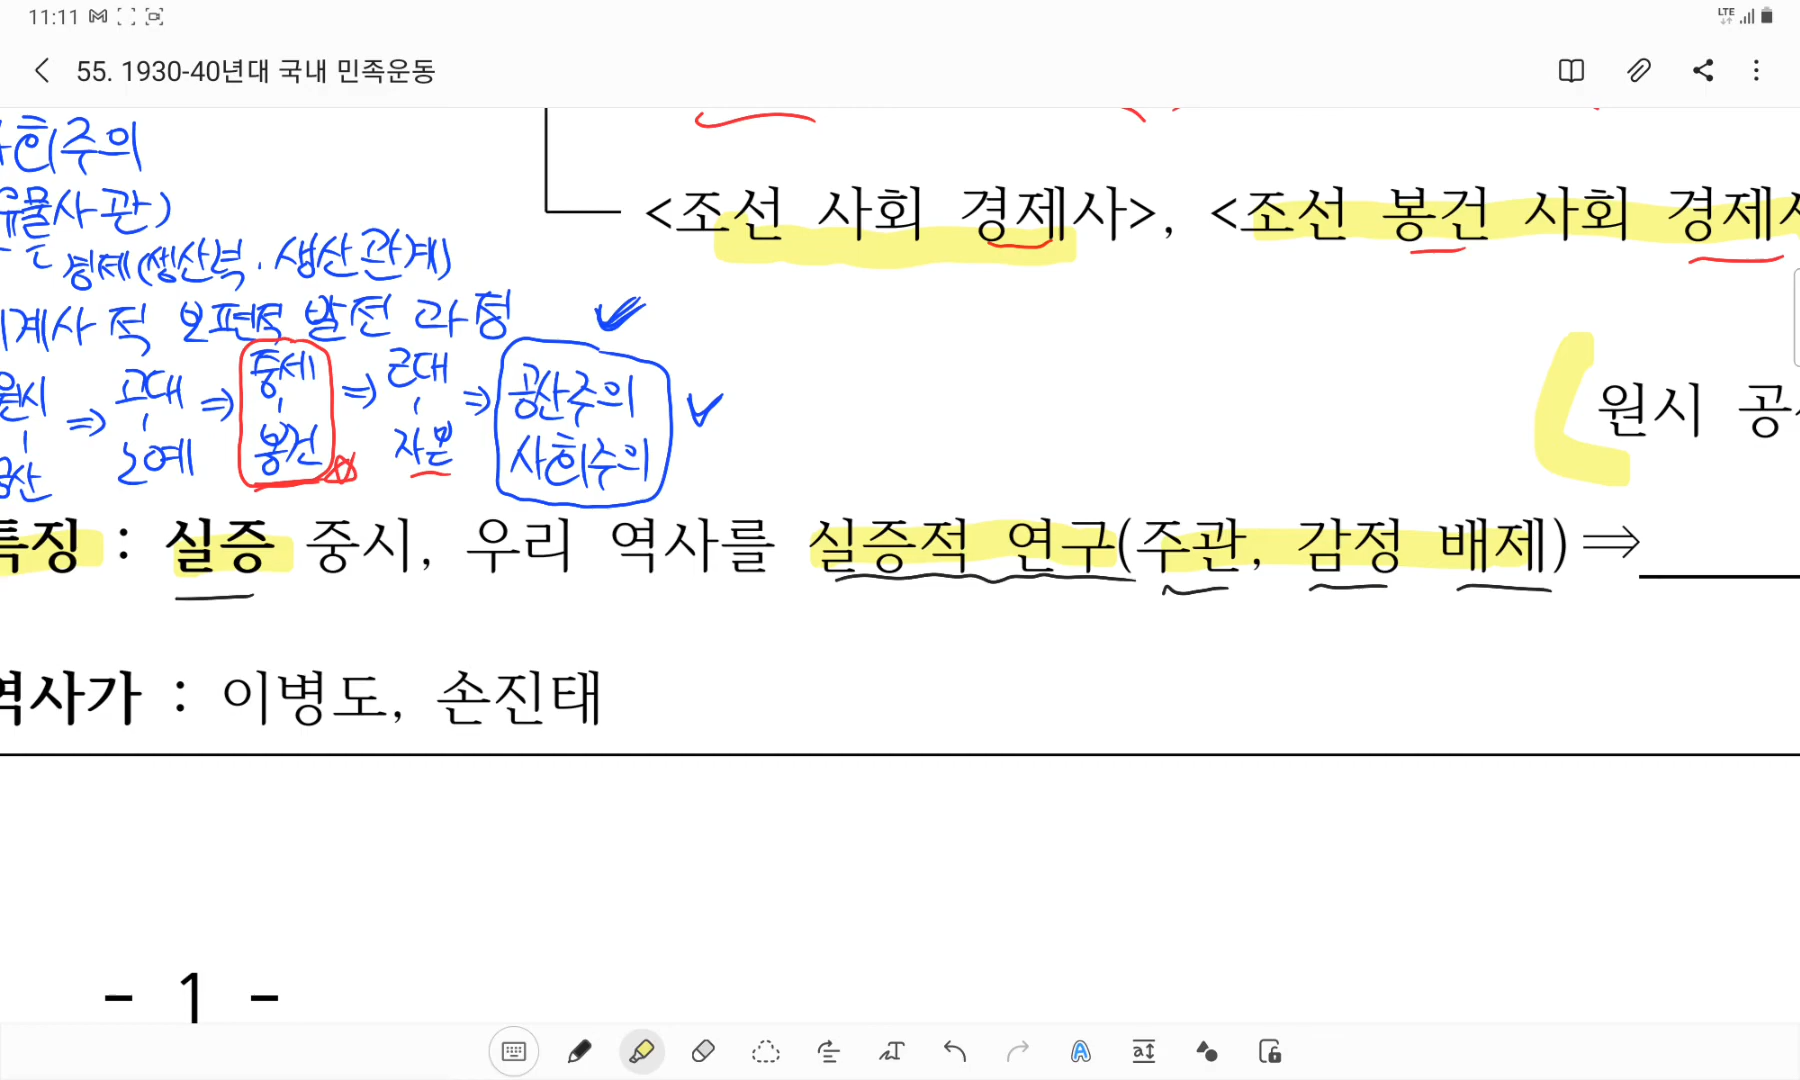 11:11
LTE
55. 1930-40년대 국내 민족운동
회주의
물사관)
경제(생산력·생산관계)
계사적 보편적 발전 과정
<조선 사회 경제사>, <조선 봉건 사회 경제
원시 ⇒ 고대 ⇒ 중세 ⇒ 근대 ⇒ 공산주의
노예 봉건 자본 사회주의
원시 공
특징 : 실증 중시, 우리 역사를 실증적 연구(주관, 감정 배제)⇒
역사가 : 이병도, 손진태
- 1 -